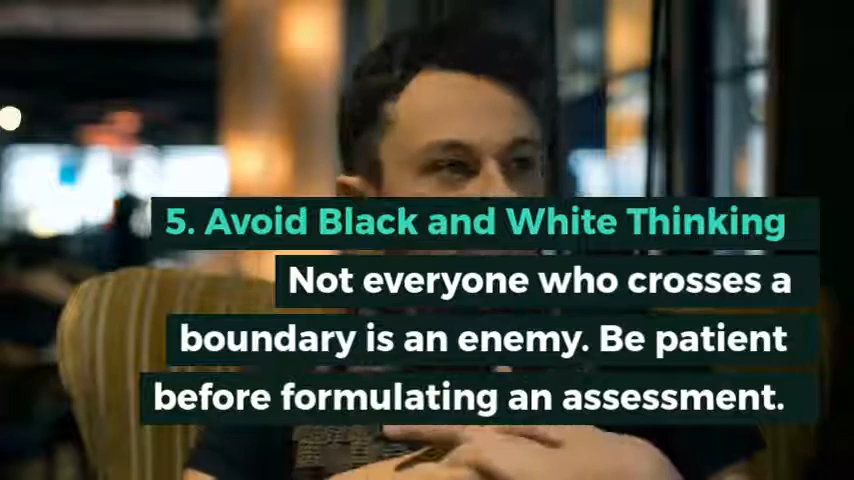 5. Avoid Black and White Thinking
Not everyone who crosses a
boundary is an enemy. Be patient
before formulating an assessment.